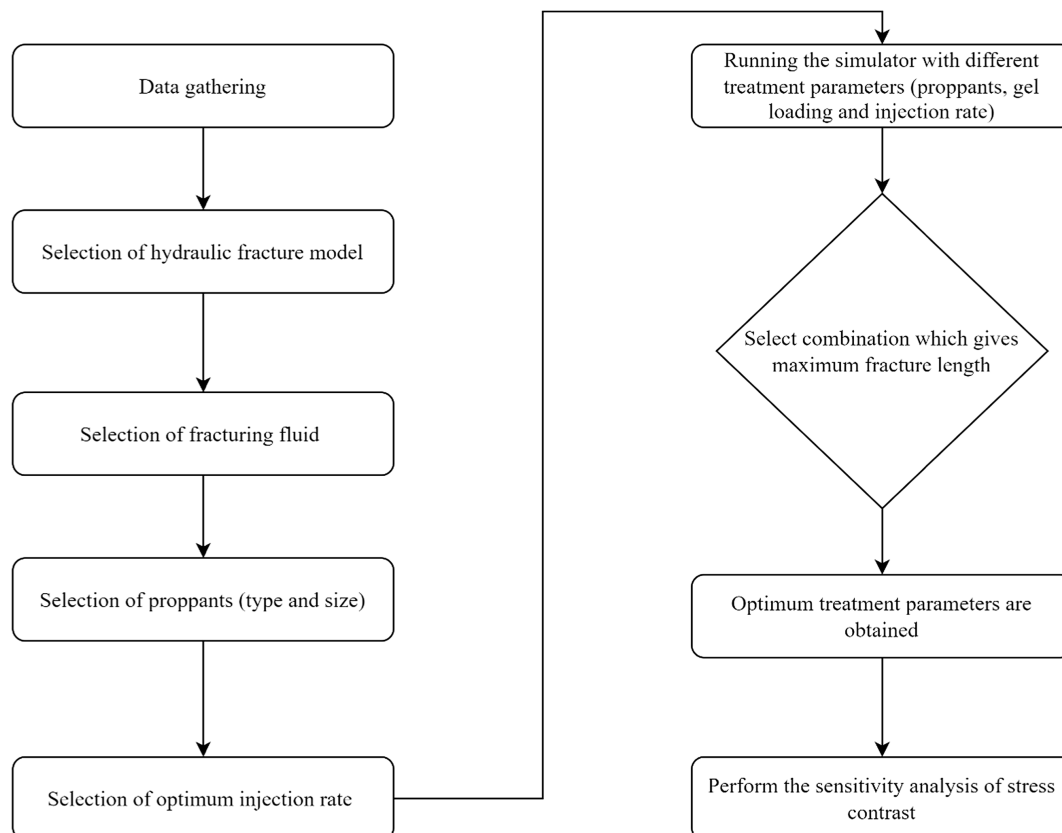 Data gathering
Selection of hydraulic fracture model
Selection of fracturing fluid
Selection of proppants (type and size)
Selection of optimum injection rate
Running the simulator with different
treatment parameters (proppants, gel
loading and injection rate)
Select combination which gives
maximum fracture length
Optimum treatment parameters are
obtained
Perform the sensitivity analysis of stress
contrast